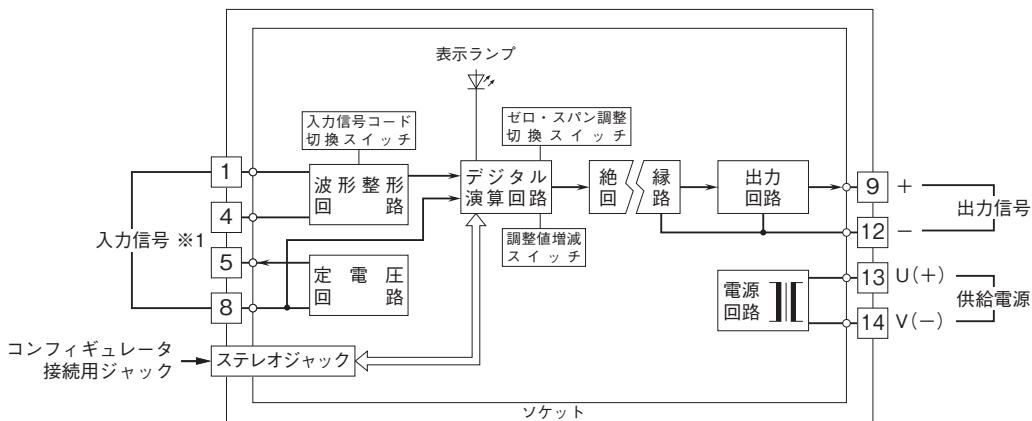 表示ランプ
入力信号コード
切換スイッチ
ゼロ・スパン調整
切換スイッチ
1
4
5
8
入力信号 ※1
波形整形
回路
定電圧
回路
デジタル
演算回路
調整値増減
スイッチ
絶縁
回路
出力
回路
電源
回路
9
+
12
−
出力信号
13
U(+)
14
V(−)
供給電源
コンフィギュレータ
接続用ジャック
ステレオジャック
ソケット